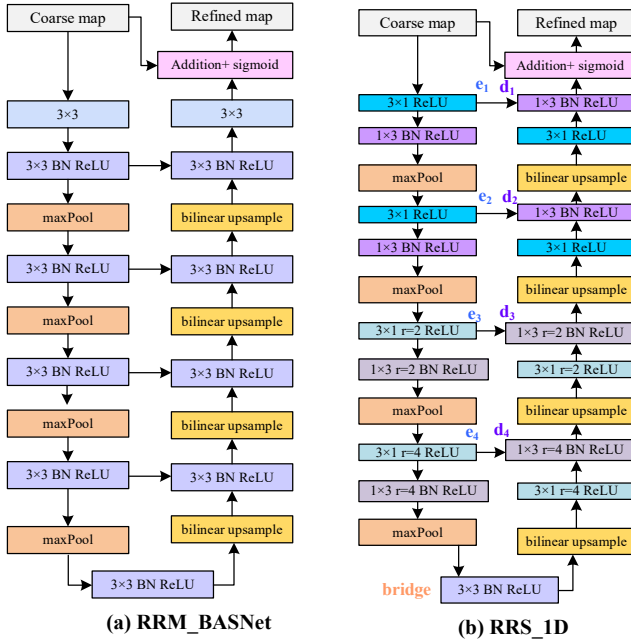 Coarse map
Refined map
Addition+ sigmoid
3×3
3×3
3×3 BN ReLU
3×3 BN ReLU
maxPool
bilinear upsample
3×3 BN ReLU
3×3 BN ReLU
maxPool
bilinear upsample
3×3 BN ReLU
3×3 BN ReLU
maxPool
bilinear upsample
3×3 BN ReLU
3×3 BN ReLU
maxPool
bilinear upsample
3×3 BN ReLU
(a) RRM_BASNet
Coarse map
Refined map
Addition+ sigmoid
e1
d1
3×1 ReLU
1×3 BN ReLU
1×3 BN ReLU
3×1 ReLU
maxPool
bilinear upsample
e2
d2
3×1 ReLU
1×3 BN ReLU
1×3 BN ReLU
3×1 ReLU
maxPool
bilinear upsample
e3
d3
3×1 r=2 ReLU
1×3 r=2 BN ReLU
1×3 r=2 BN ReLU
3×1 r=2 ReLU
maxPool
bilinear upsample
e4
d4
3×1 r=4 ReLU
1×3 r=4 BN ReLU
1×3 r=4 BN ReLU
3×1 r=4 ReLU
maxPool
bilinear upsample
bridge
3×3 BN ReLU
(b) RRS_1D